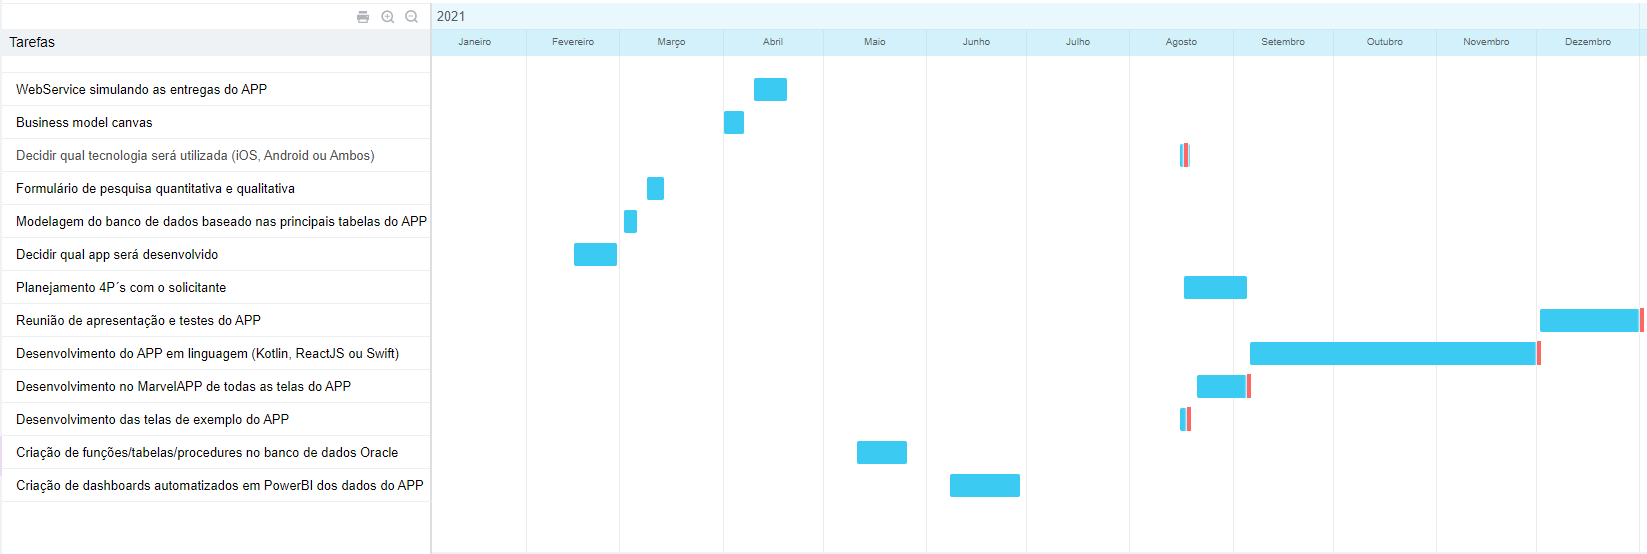 2021
Tarefas
Janeiro Fevereiro Março Abril Maio Junho Julho Agosto Setembro Outubro Novembro Dezembro
WebService simulando as entregas do APP
Business model canvas
Decidir qual tecnologia será utilizada (iOS, Android ou Ambos)
Formulário de pesquisa quantitativa e qualitativa
Modelagem do banco de dados baseado nas principais tabelas do APP
Decidir qual app será desenvolvido
Planejamento 4P´s com o solicitante
Reunião de apresentação e testes do APP
Desenvolvimento do APP em linguagem (Kotlin, ReactJS ou Swift)
Desenvolvimento no MarvelAPP de todas as telas do APP
Desenvolvimento das telas de exemplo do APP
Criação de funções/tabelas/procedures no banco de dados Oracle
Criação de dashboards automatizados em PowerBI dos dados do APP